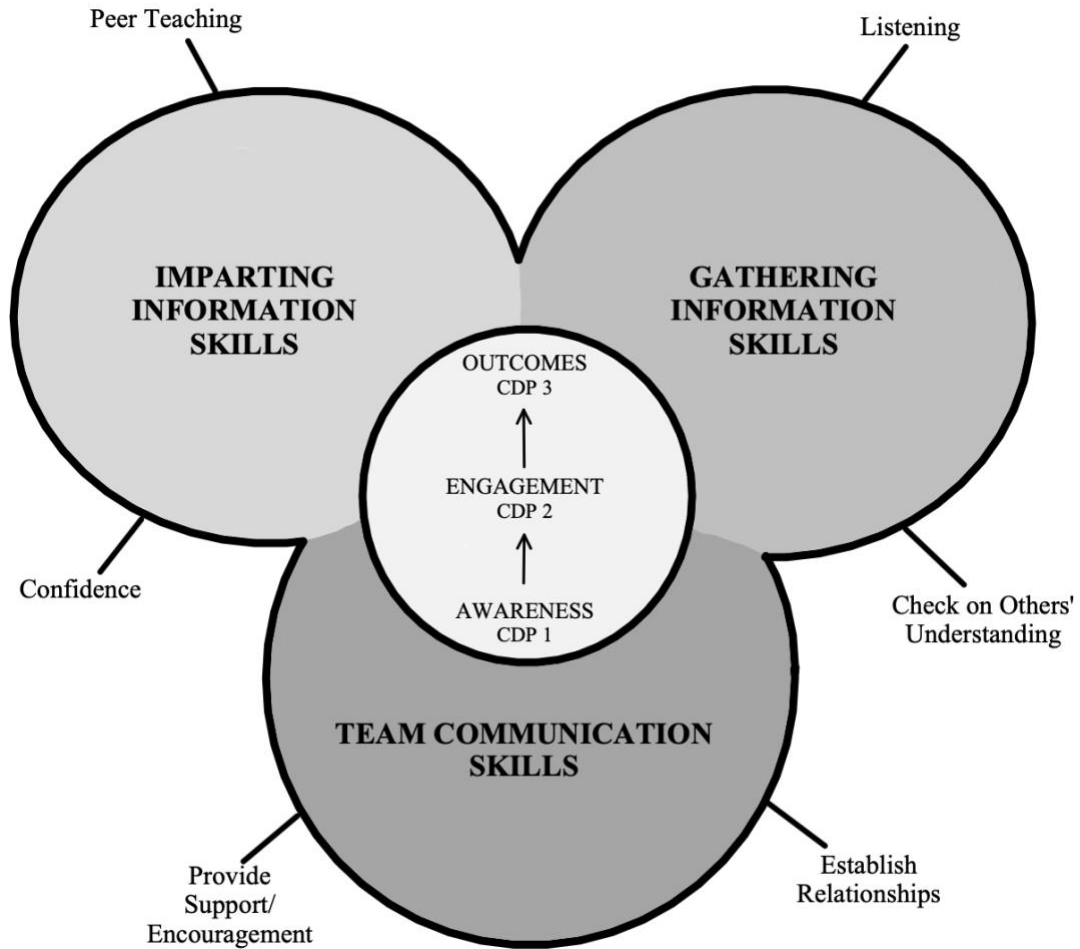 Peer Teaching
Listening
IMPARTING
INFORMATION
SKILLS
GATHERING
INFORMATION
SKILLS
OUTCOMES
CDP 3
ENGAGEMENT
CDP 2
AWARENESS
CDP 1
Confidence
Check on Others'
Understanding
TEAM COMMUNICATION
SKILLS
Provide
Support/
Encouragement
Establish
Relationships